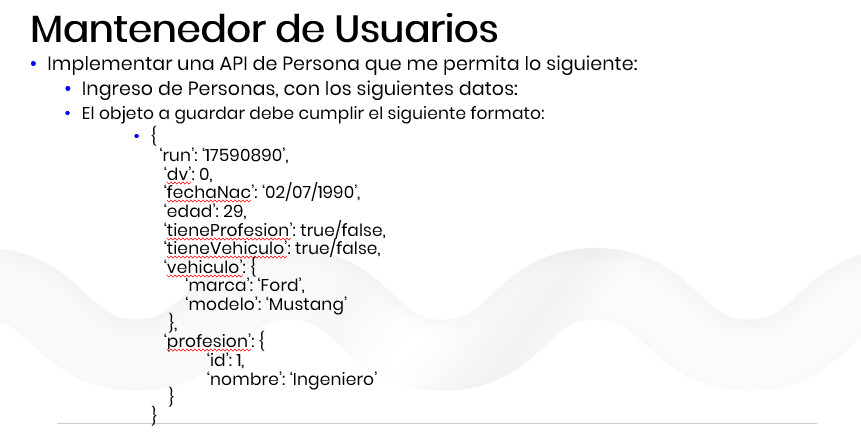 Mantenedor de Usuarios
• Implementar una API de Persona que me permita lo siguiente:
• Ingreso de Personas, con los siguientes datos:
• El objeto a guardar debe cumplir el siguiente formato:
• {
‘run’: ‘17590890’,
‘dv’: 0,
‘fechaNac’: ‘02/07/1990’,
‘edad’: 29,
‘tieneProfesion’: true/false,
‘tieneVehiculo’: true/false,
‘vehiculo’: {
‘marca’: ‘Ford’,
‘modelo’: ‘Mustang’
},
‘profesion’: {
‘id’: 1,
‘nombre’: ‘Ingeniero’
}
}